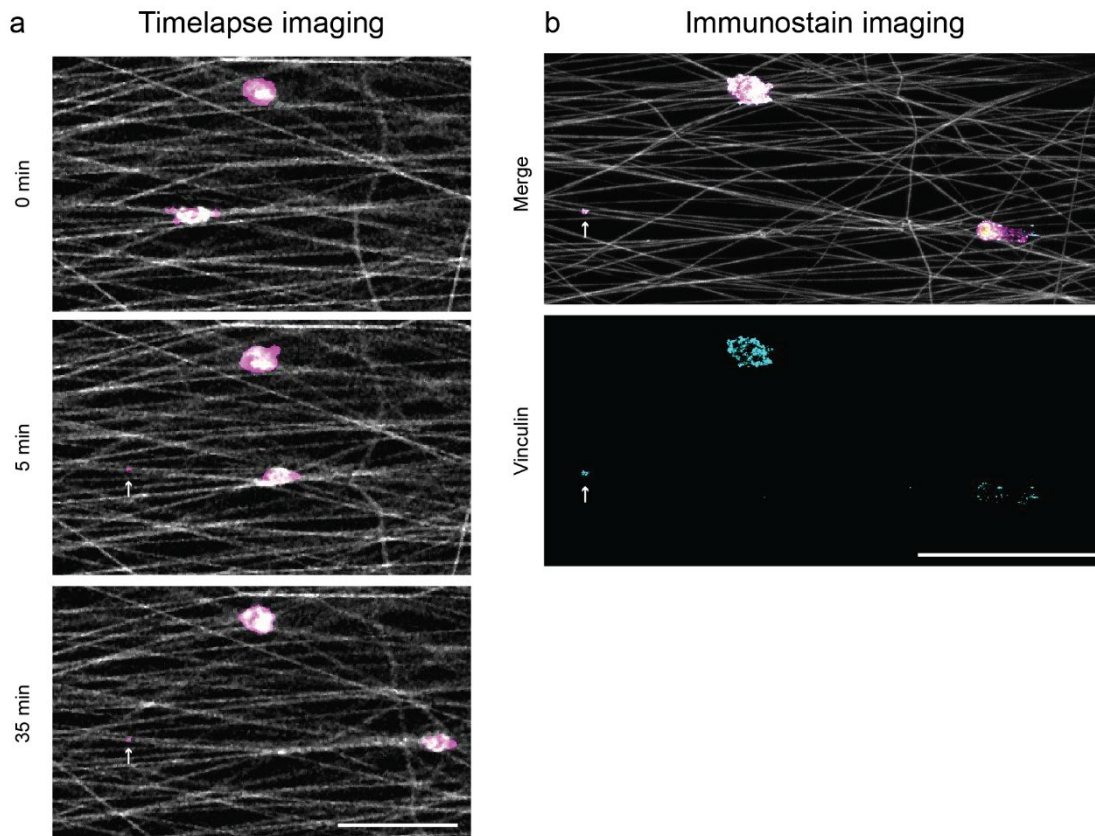 a
Timelapse imaging
0 min
5 min
35 min
b
Immunostain imaging
Merge
Vinculin